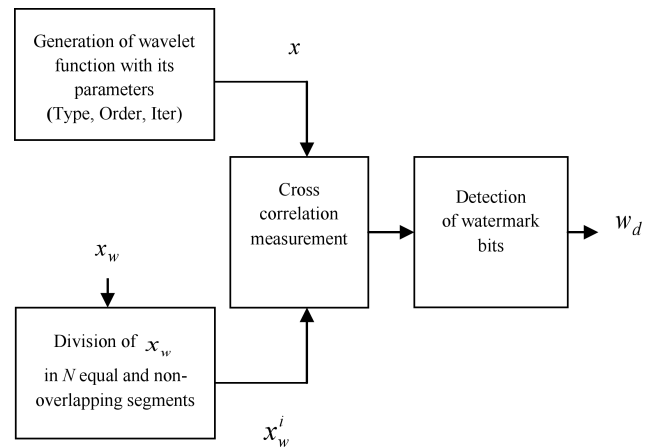 Generation of wavelet
function with its
parameters
(Type, Order, Iter)
x
Cross
correlation
measurement
Detection
of watermark
bits
w_d
x_w
Division of x_w
in N equal and non-
overlapping segments
x_w^i